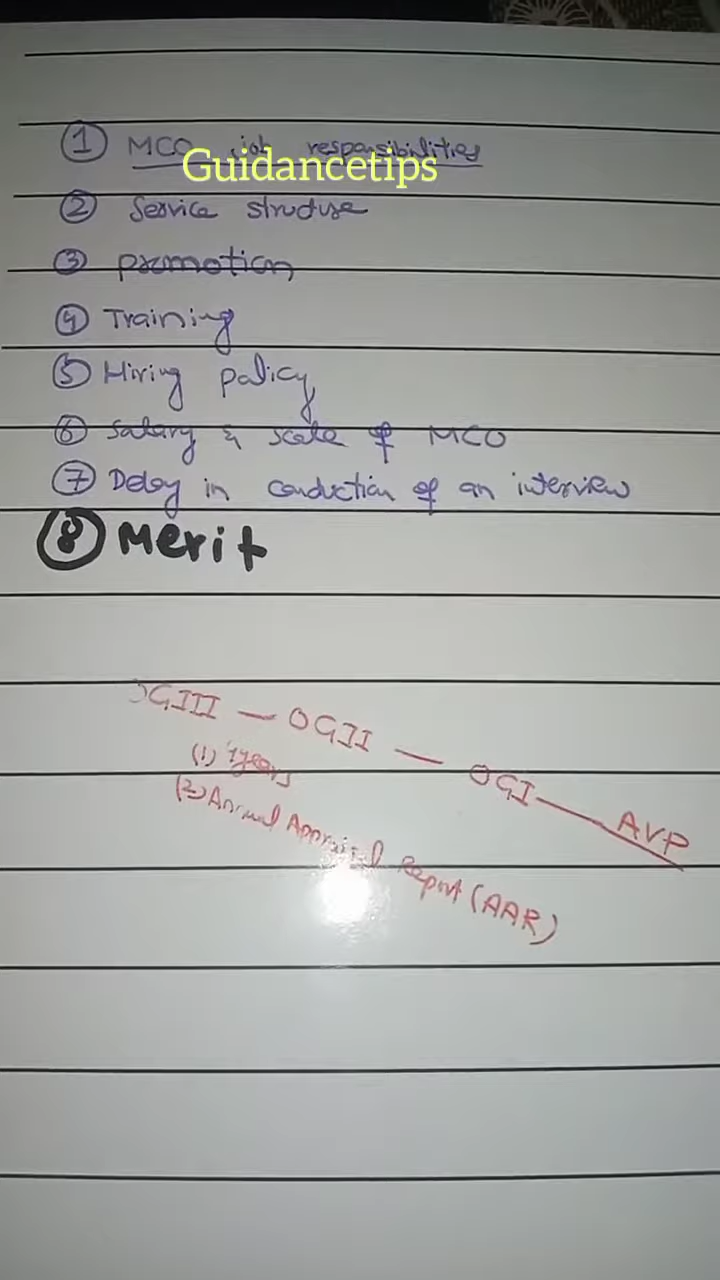 ① MCO job responsibilities
Guidancetips
② Service structure
③ promotion
④ Training
⑤ Hiring policy
⑥ Salary & scale of MCO
⑦ Delay in conduction of an interview
⑧ Merit
OGIII — OGII — OGI — AVP
(1) 4years
(2) Annual Appraisal Report (AAR)